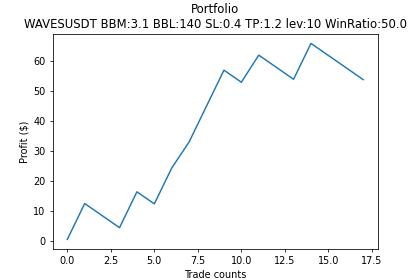 Portfolio
WAVESUSDT BBM:3.1 BBL:140 SL:0.4 TP:1.2 lev:10 WinRatio:50.0
Profit ($)
60
50
40
30
20
10
0
0.0 2.5 5.0 7.5 10.0 12.5 15.0 17.5
Trade counts